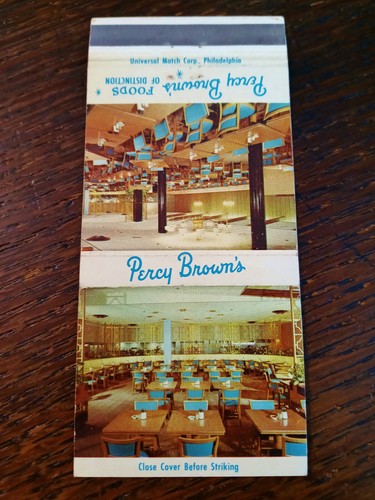 Universal Match Corp., Philadelphia
Percy Brown's
FOODS
OF DISTINCTION
Percy Brown's
Close Cover Before Striking